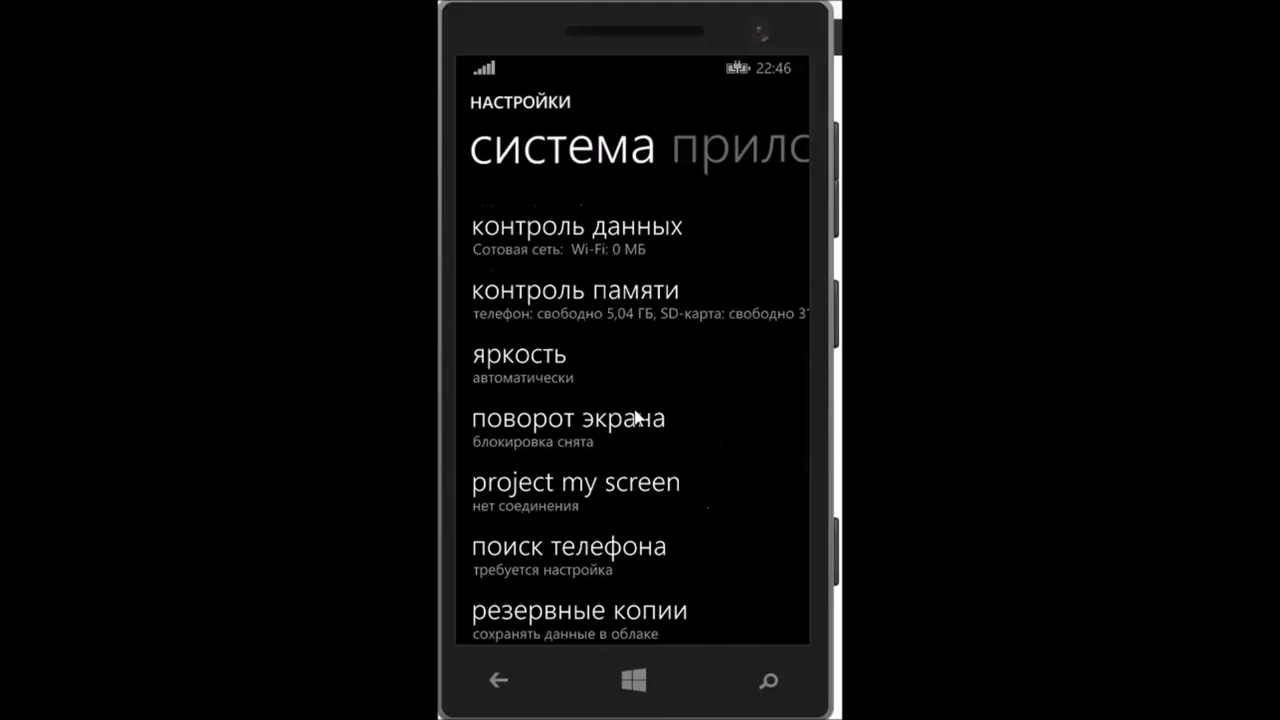 22:46
НАСТРОЙКИ
система прило
контроль данных
Сотовая сеть: Wi-Fi: 0 МБ
контроль памяти
телефон: свободно 5,04 ГБ, SD-карта: свободно 31
яркость
автоматически
поворот экрана
блокировка снята
project my screen
нет соединения
поиск телефона
требуется настройка
резервные копии
сохранять данные в облаке